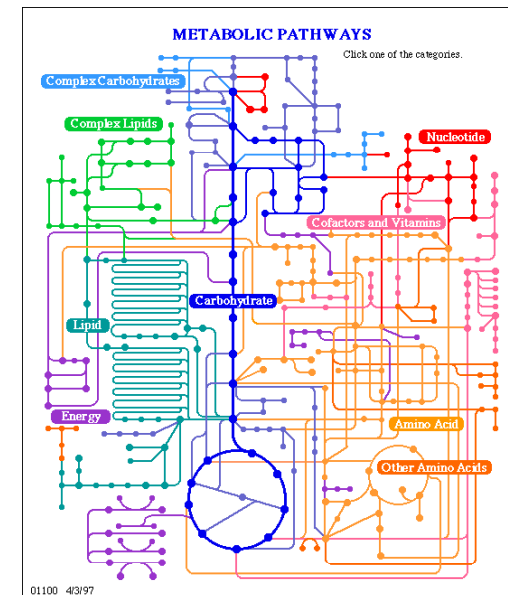 METABOLIC PATHWAYS
Click one of the categories.
Complex Carbohydrates
Complex Lipids
Nucleotide
Cofactors and Vitamins
Carbohydrate
Lipid
Energy
Amino Acid
Other Amino Acids
01100 4/3/97